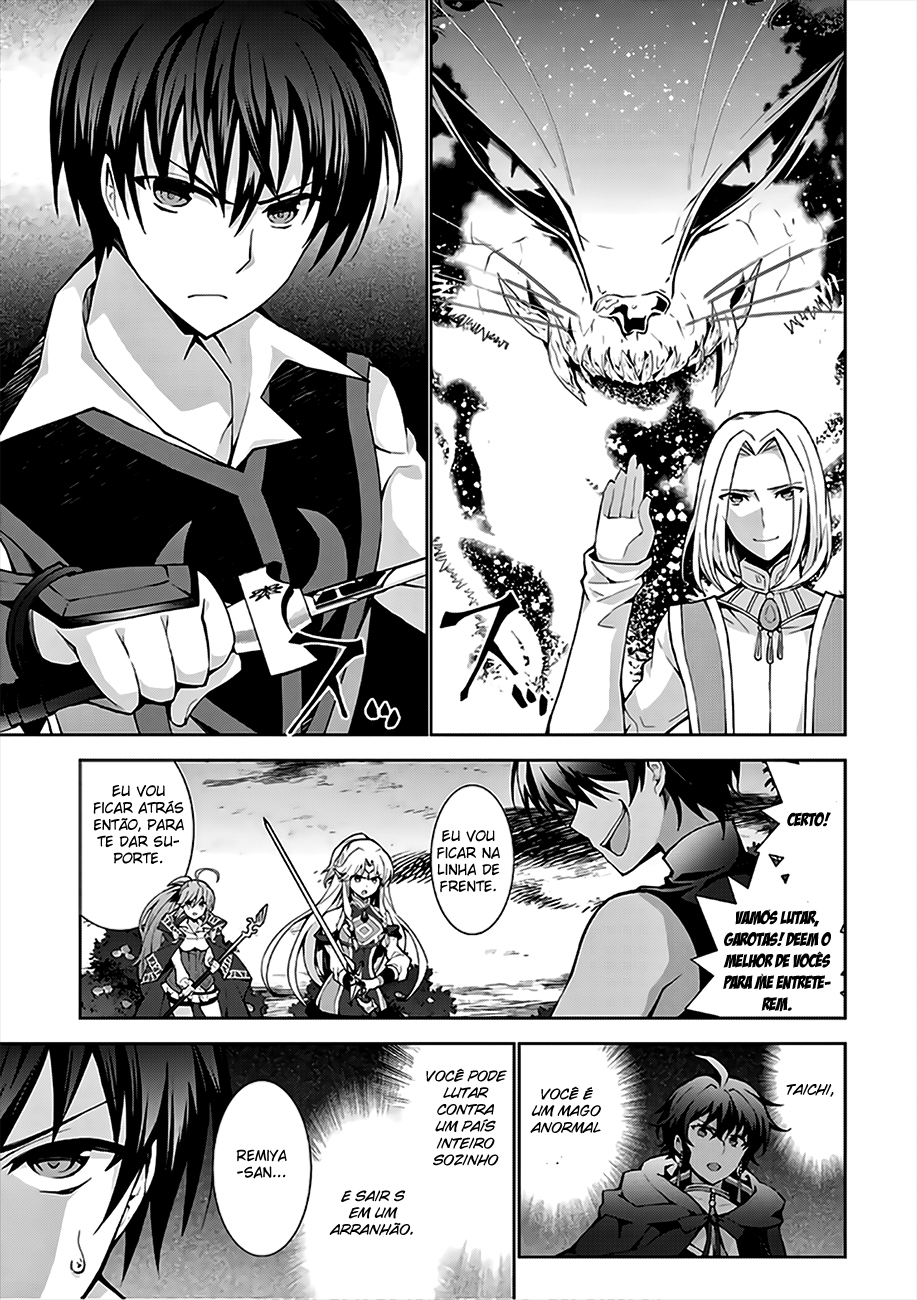 ズ
ズ
CERTO!
VAMOS LUTAR,
GAROTAS! DEEM O
MELHOR DE VOCÊS
PARA ME ENTRETE-
REM.
EU VOU
FICAR NA
LINHA DE
FRENTE.
EU VOU
FICAR ATRÁS
ENTÃO, PARA
TE DAR SU-
PORTE.
TAICHI,
VOCÊ É
UM MAGO
ANORMAL
VOCÊ PODE
LUTAR
CONTRA
UM PAÍS
INTEIRO
SOZINHO
E SAIR S
EM UM
ARRANHÃO.
REMIYA
-SAN...